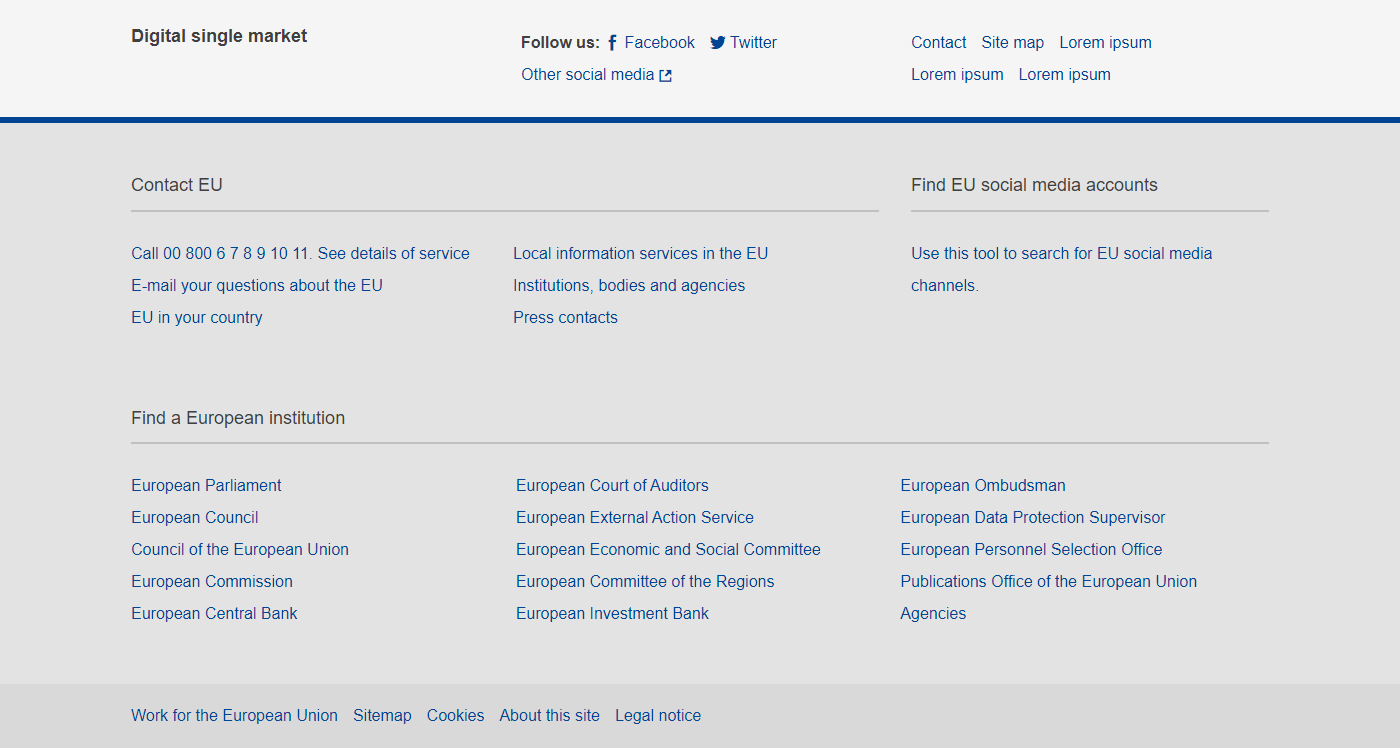 Digital single market
Follow us: Facebook Twitter
Other social media
Contact Site map Lorem ipsum
Lorem ipsum Lorem ipsum
Contact EU
Call 00 800 6 7 8 9 10 11. See details of service
E-mail your questions about the EU
EU in your country
Local information services in the EU
Institutions, bodies and agencies
Press contacts
Find EU social media accounts
Use this tool to search for EU social media
channels.
Find a European institution
European Parliament
European Council
Council of the European Union
European Commission
European Central Bank
European Court of Auditors
European External Action Service
European Economic and Social Committee
European Committee of the Regions
European Investment Bank
European Ombudsman
European Data Protection Supervisor
European Personnel Selection Office
Publications Office of the European Union
Agencies
Work for the European Union Sitemap Cookies About this site Legal notice